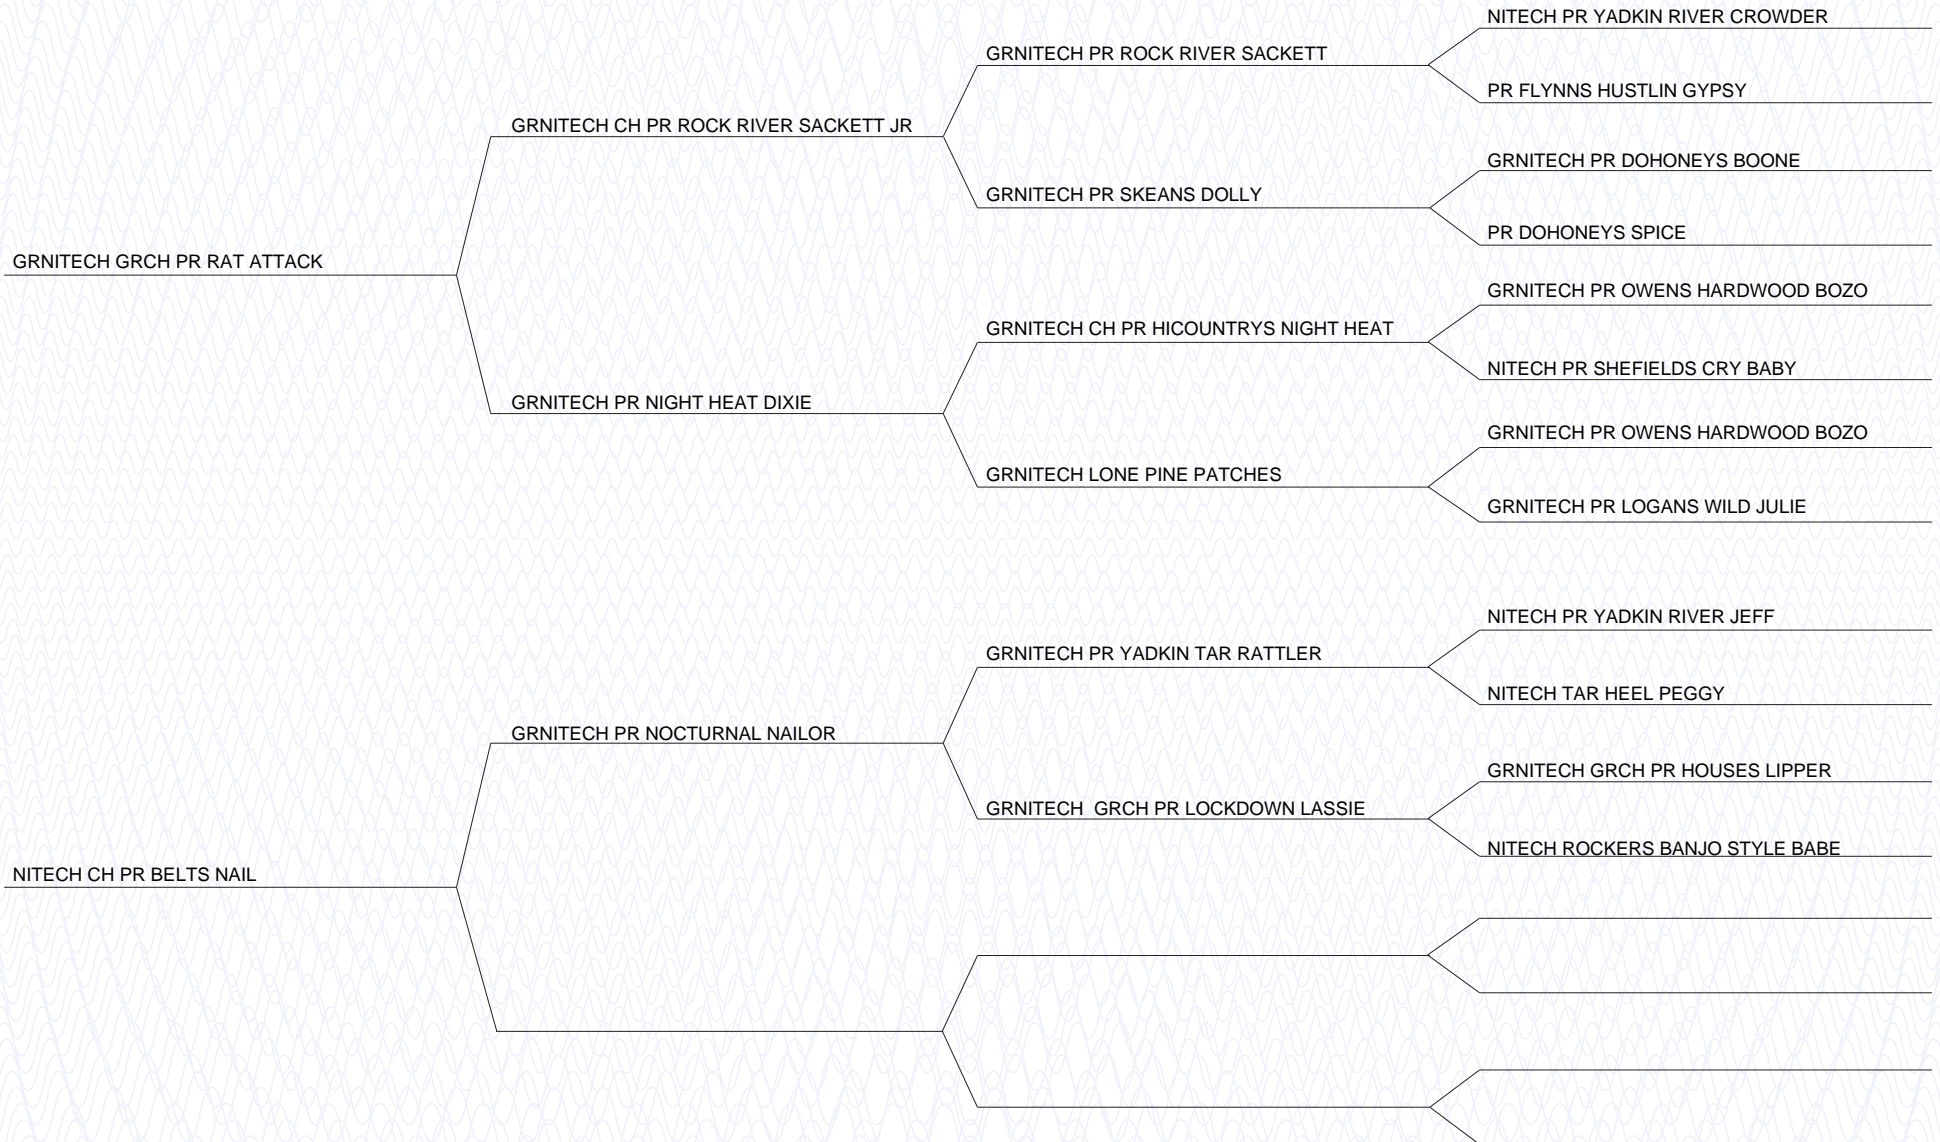 NITECH PR YADKIN RIVER CROWDER
GRNITECH PR ROCK RIVER SACKETT
PR FLYNNS HUSTLIN GYPSY
GRNITECH CH PR ROCK RIVER SACKETT JR
GRNITECH PR DOHONEYS BOONE
GRNITECH PR SKEANS DOLLY
PR DOHONEYS SPICE
GRNITECH GRCH PR RAT ATTACK
GRNITECH PR OWENS HARDWOOD BOZO
GRNITECH CH PR HICOUNTRYS NIGHT HEAT
NITECH PR SHEFIELDS CRY BABY
GRNITECH PR NIGHT HEAT DIXIE
GRNITECH PR OWENS HARDWOOD BOZO
GRNITECH LONE PINE PATCHES
GRNITECH PR LOGANS WILD JULIE
NITECH PR YADKIN RIVER JEFF
GRNITECH PR YADKIN TAR RATTLER
NITECH TAR HEEL PEGGY
GRNITECH PR NOCTURNAL NAILOR
GRNITECH GRCH PR HOUSES LIPPER
GRNITECH  GRCH PR LOCKDOWN LASSIE
NITECH ROCKERS BANJO STYLE BABE
NITECH CH PR BELTS NAIL